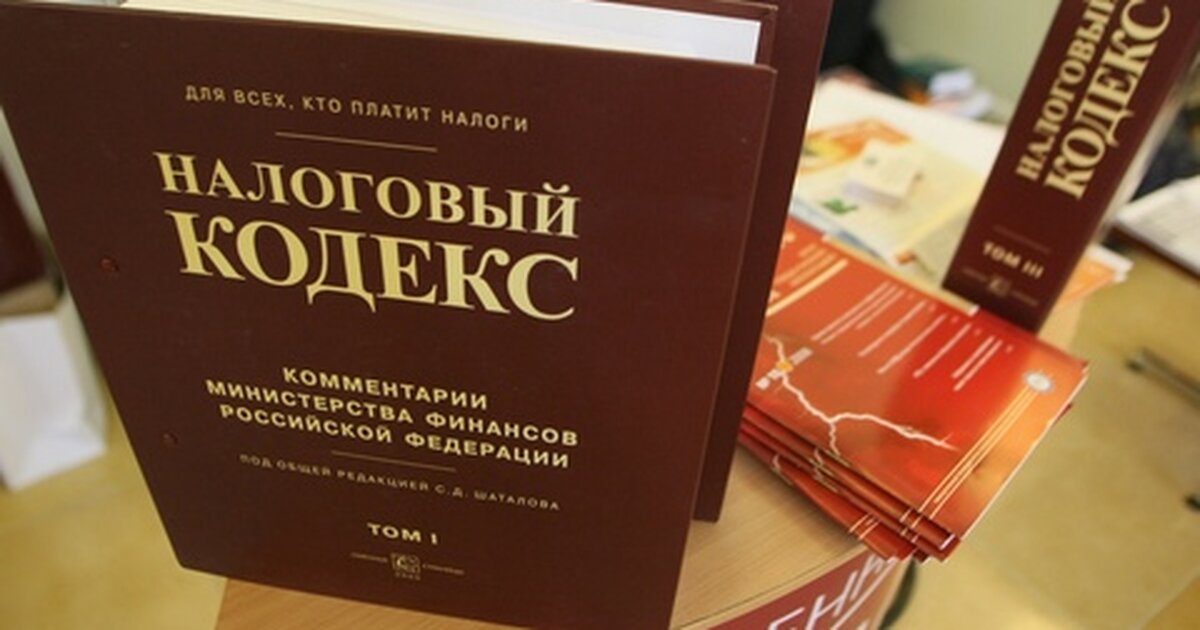 ДЛЯ ВСЕХ, КТО ПЛАТИТ НАЛОГИ
НАЛОГОВЫЙ
КОДЕКС
КОММЕНТАРИИ
МИНИСТЕРСТВА ФИНАНСОВ
РОССИЙСКОЙ ФЕДЕРАЦИИ
ПОД ОБЩЕЙ РЕДАКЦИЕЙ С.Д. ШАТАЛОВА
ТОМ I
НАЛОГОВЫЙ
КОДЕКС
ТОМ III